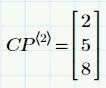 CP⟨2⟩ = [2
5
8]